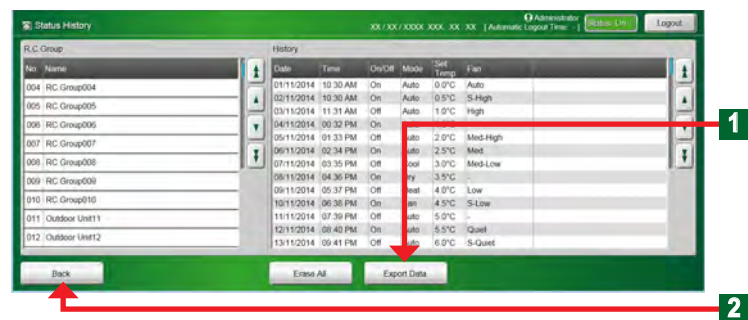 Status History
XX / XX / XXXX XXX. XX : XX | Automatic Logout Time: - |
Administrator
Status: On
Logout
R.C.Group
History
No. Name
Date Time On/Off Mode Set Temp. Fan
004 RC Group004
005 RC Group005
006 RC Group006
007 RC Group007
008 RC Group008
009 RC Group009
010 RC Group010
011 Outdoor Unit11
012 Outdoor Unit12
01/11/2014 10:30 AM On Auto 0.0°C Auto
02/11/2014 10:30 AM On Auto 0.5°C S-High
03/11/2014 11:31 AM Off Auto 1.0°C High
04/11/2014 00:32 PM On
05/11/2014 01:33 PM Off Auto 2.0°C Med-High
06/11/2014 02:34 PM On Auto 2.5°C Med
07/11/2014 03:35 PM Off Cool 3.0°C Med-Low
08/11/2014 04:36 PM On Dry 3.5°C -
09/11/2014 05:37 PM Off Heat 4.0°C Low
10/11/2014 06:38 PM On Fan 4.5°C S-Low
11/11/2014 07:39 PM Off Auto 5.0°C -
12/11/2014 08:40 PM On Auto 5.5°C Quiet
13/11/2014 09:41 PM Off Auto 6.0°C S-Quiet
Back
Erase All
Export Data
1
2